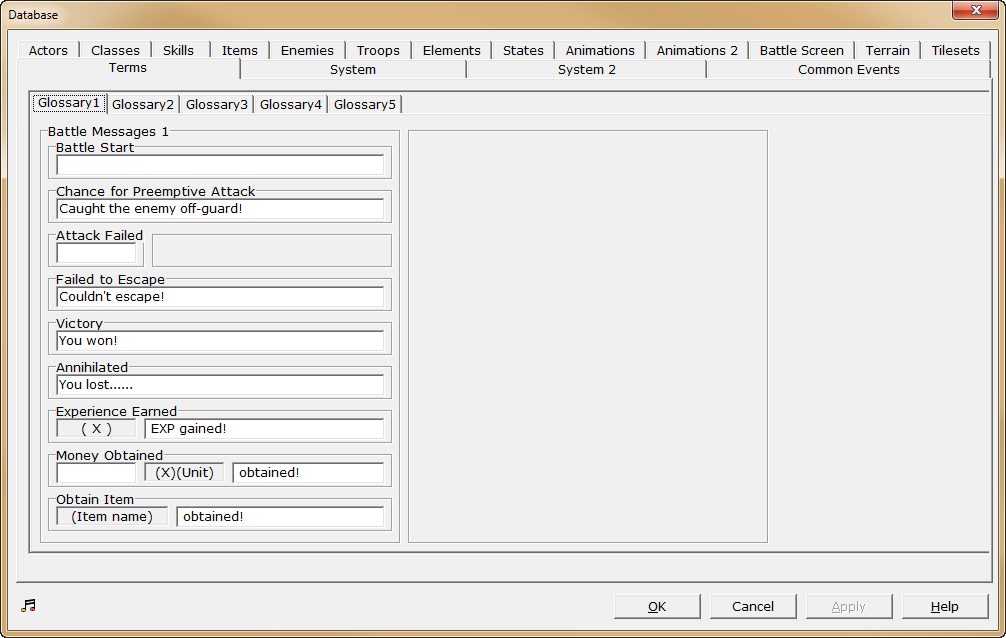 Database
Actors Classes Skills Items Enemies Troops Elements States Animations Animations 2 Battle Screen Terrain Tilesets
Terms System System 2 Common Events
Glossary1 Glossary2 Glossary3 Glossary4 Glossary5
Battle Messages 1
Battle Start
Chance for Preemptive Attack
Caught the enemy off-guard!
Attack Failed
Failed to Escape
Couldn't escape!
Victory
You won!
Annihilated
You lost......
Experience Earned
( X ) EXP gained!
Money Obtained
(X)(Unit) obtained!
Obtain Item
(Item name) obtained!
OK Cancel Apply Help